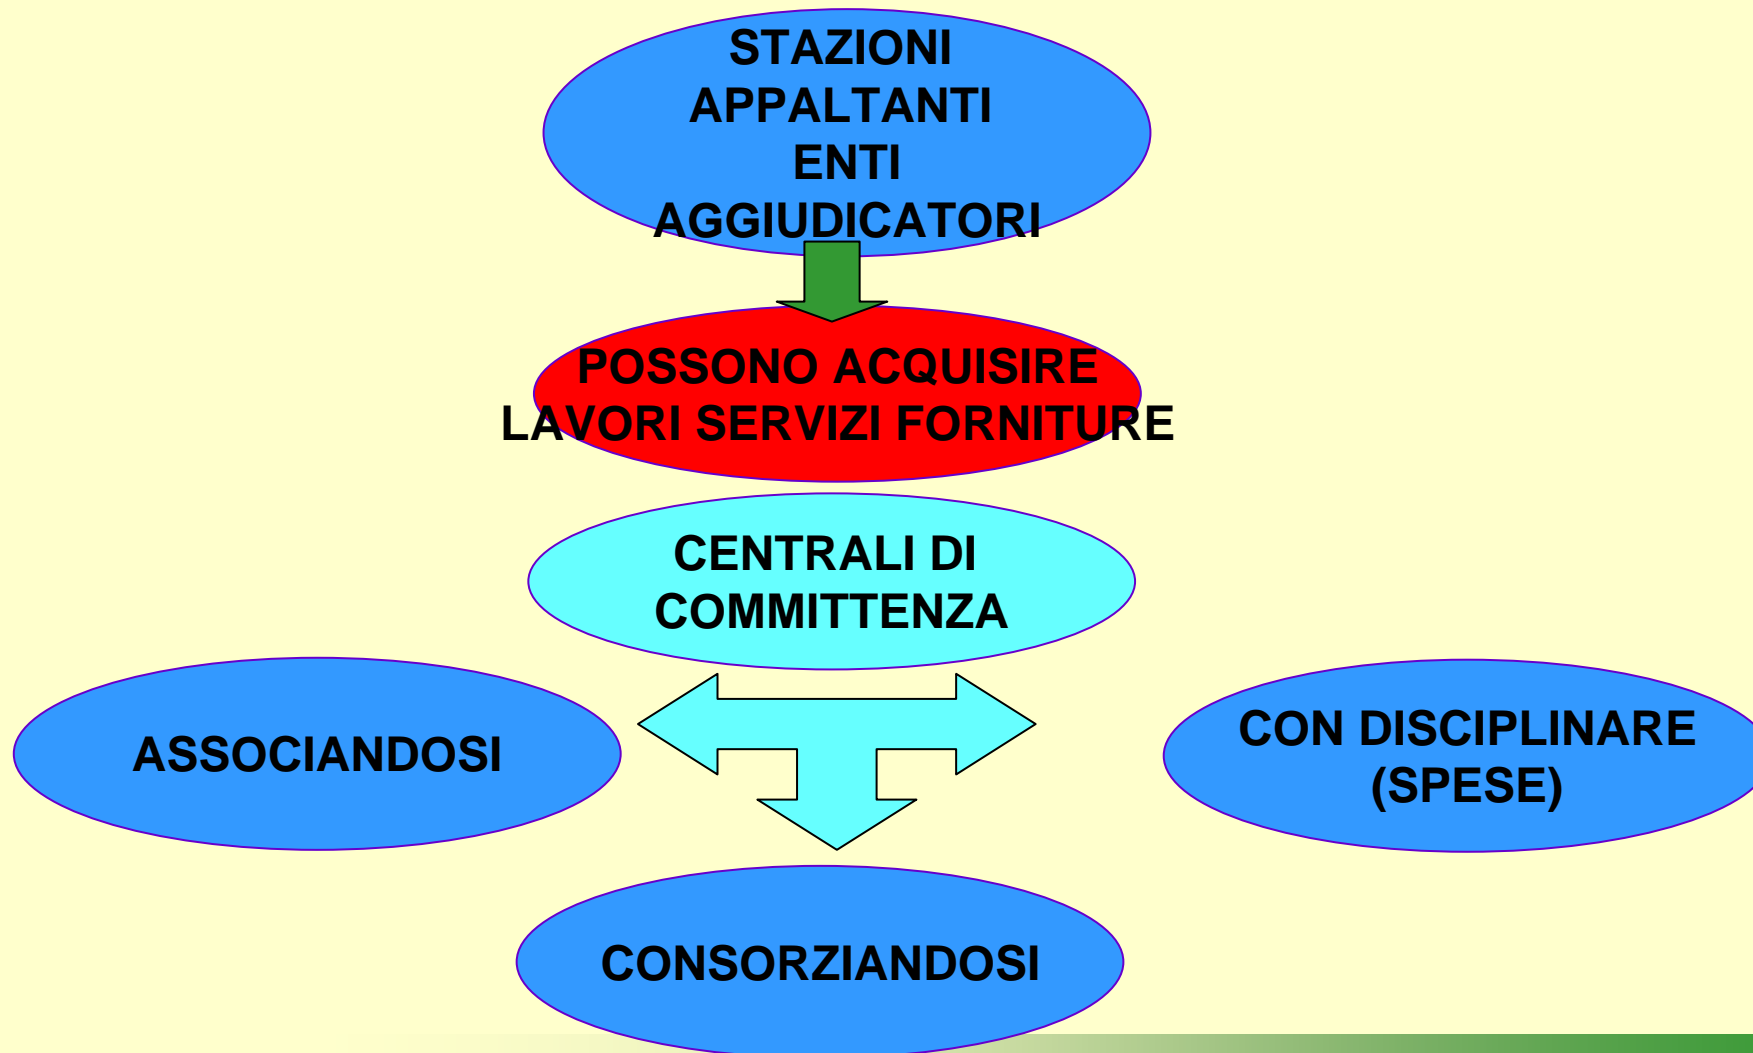 STAZIONI
APPALTANTI
ENTI
AGGIUDICATORI
POSSONO ACQUISIRE
LAVORI SERVIZI FORNITURE
CENTRALI DI
COMMITTENZA
ASSOCIANDOSI
CON DISCIPLINARE
(SPESE)
CONSORZIANDOSI